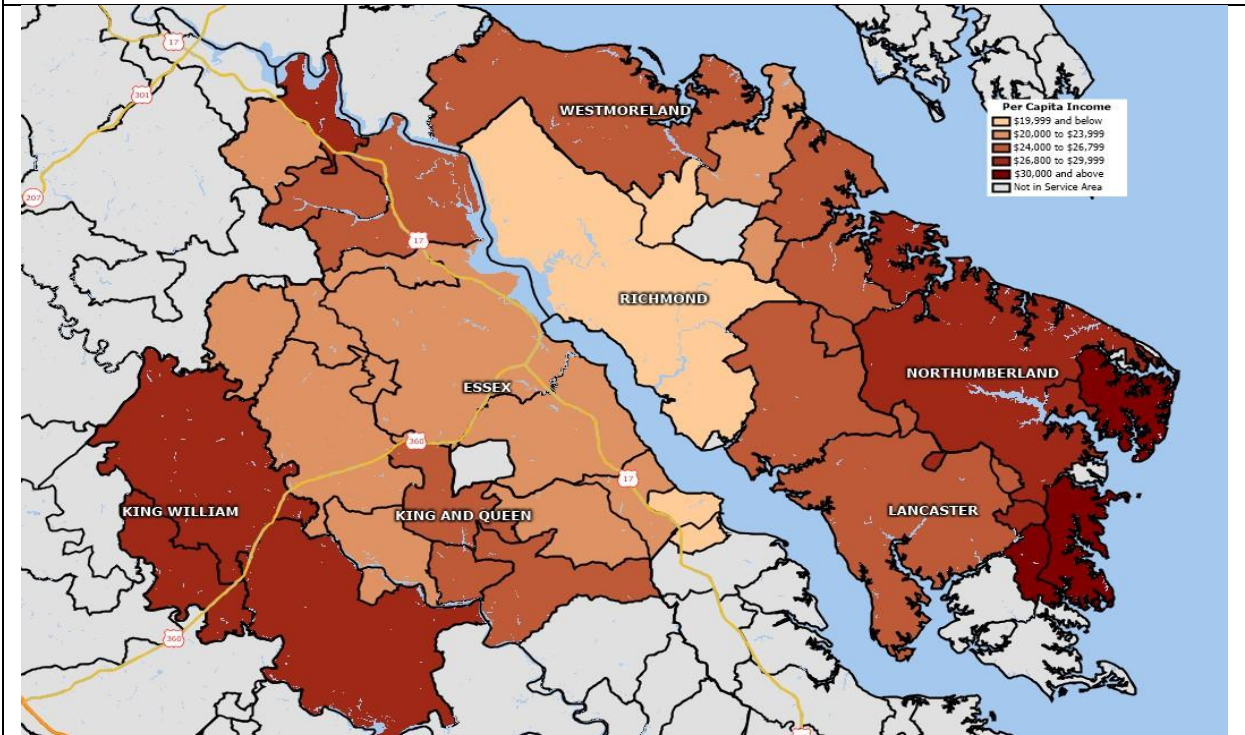 17
301
WESTMORELAND
Per Capita Income
$19,999 and below
$20,000 to $23,999
$24,000 to $26,799
$26,800 to $29,999
$30,000 and above
Not in Service Area
207
17
RICHMOND
NORTHUMBERLAND
ESSEX
360
17
KING WILLIAM
KING AND QUEEN
LANCASTER
360